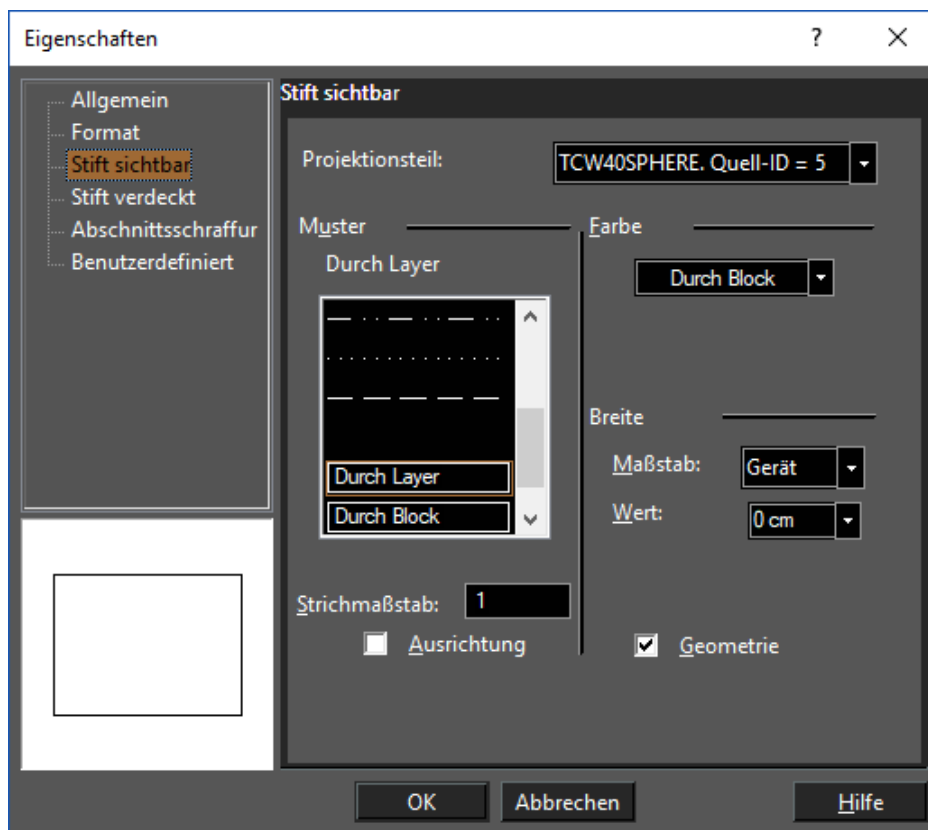 Eigenschaften
?
Allgemein
Format
Stift sichtbar
Stift verdeckt
Abschnittsschraffur
Benutzerdefiniert
Stift sichtbar
Projektionsteil:
TCW40SPHERE. Quell-ID = 5
Muster
Durch Layer
Durch Layer
Durch Block
Strichmaßstab:
1
Ausrichtung
Farbe
Durch Block
Breite
Maßstab:
Gerät
Wert:
0 cm
Geometrie
OK
Abbrechen
Hilfe